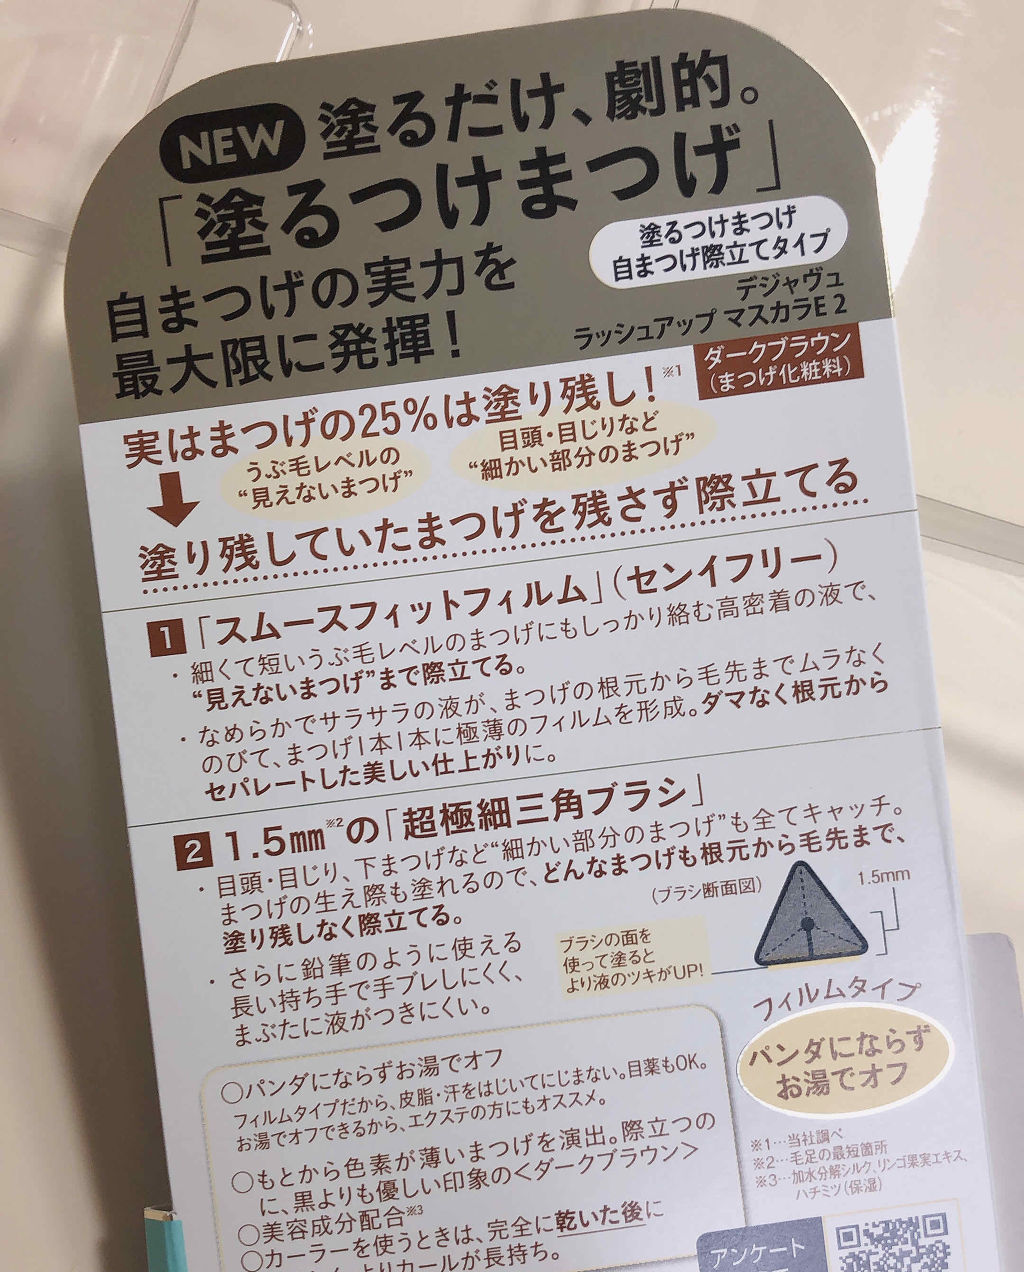 NEW 塗るだけ、劇的。
「塗るつけまつげ」
自まつげの実力を
最大限に発揮！
塗るつけまつげ
自まつげ際立てタイプ
デジャヴュ
ラッシュアップ マスカラE 2
ダークブラウン
（まつげ化粧料）
実はまつげの25%は塗り残し！※1
うぶ毛レベルの
“見えないまつげ”
目頭・目じりなど
“細かい部分のまつげ”
塗り残していたまつげを残さず際立てる
1 「スムースフィットフィルム」（センイフリー）
・細くて短いうぶ毛レベルのまつげにもしっかり絡む高密着の液で、
“見えないまつげ”まで際立てる。
・なめらかでサラサラの液が、まつげの根元から毛先までムラなく
のびて、まつげ1本1本に極薄のフィルムを形成。ダマなく根元から
セパレートした美しい仕上がりに。
2 1.5㎜※2の「超極細三角ブラシ」
・目頭・目じり、下まつげなど“細かい部分のまつげ”も全てキャッチ。
まつげの生え際も塗れるので、どんなまつげも根元から毛先まで、
塗り残しなく際立てる。
・さらに鉛筆のように使える
長い持ち手で手ブレしにくく、
まぶたに液がつきにくい。
（ブラシ断面図）
1.5mm
ブラシの面を
使って塗ると
より液のツキがUP!
フィルムタイプ
パンダにならず
お湯でオフ
○パンダにならずお湯でオフ
フィルムタイプだから、皮脂・汗をはじいてにじまない。目薬もOK。
お湯でオフできるから、エクステの方にもオススメ。
○もとから色素が薄いまつげを演出。際立つの
に、黒よりも優しい印象の＜ダークブラウン＞
○美容成分配合※3
○カーラーを使うときは、完全に乾いた後に
よりカールが長持ち。
※1…当社調べ
※2…毛足の最短箇所
※3…加水分解シルク、リンゴ果実エキス、
ハチミツ（保湿）
アンケート